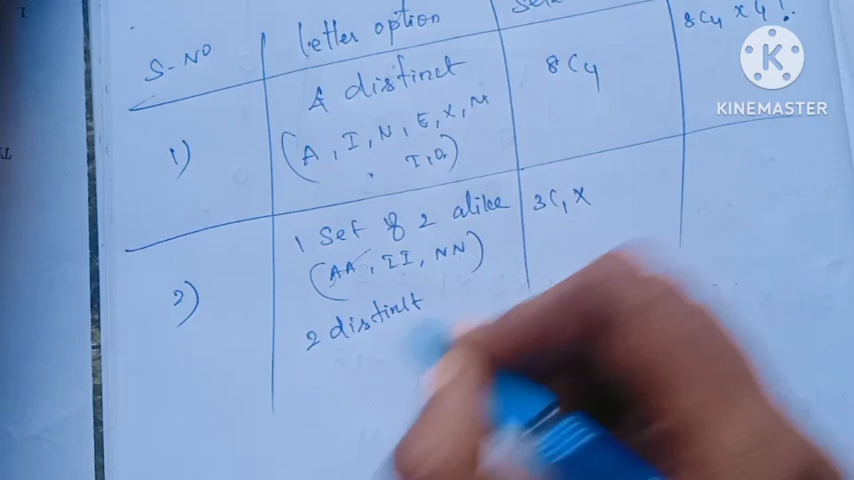 S-NO letter option 8C4 x 4!
1) 4 distinct 8C4
(A, I, N, E, X, M
T, O)
2) 1 Set of 2 alike 3C1 x
(AA, II, NN)
2 distinct
K
KINEMASTER